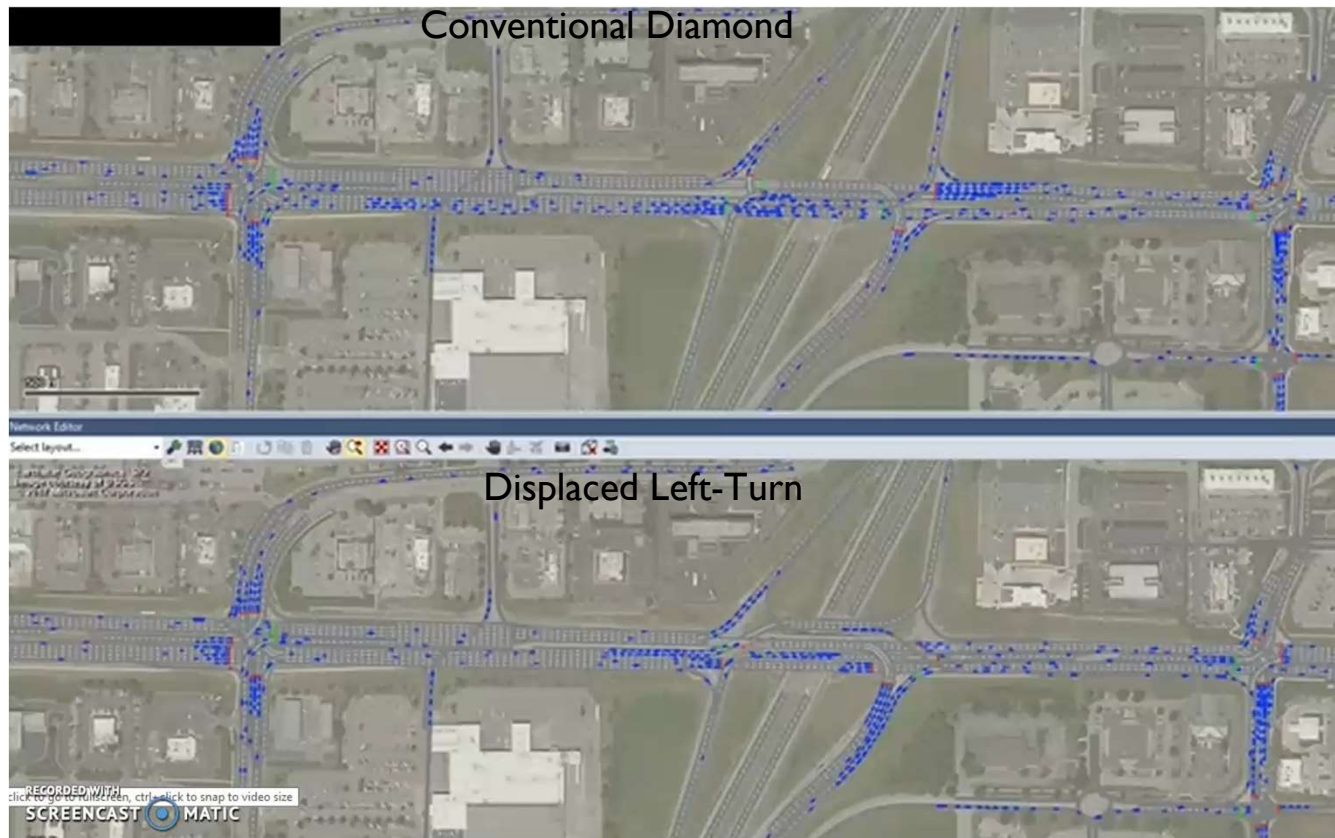 Conventional Diamond
Network Editor
Select layout...
Displaced Left-Turn
RECORDED WITH
click to go to fullscreen, ctrl+click to snap to video size
SCREENCAST MATIC